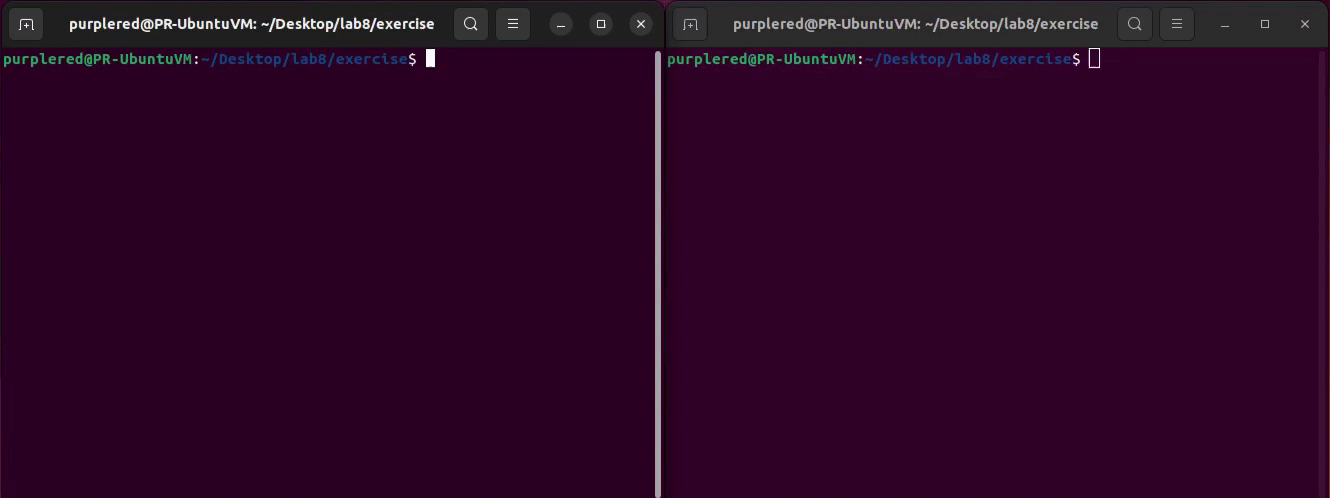 purplered@PR-UbuntuVM: ~/Desktop/lab8/exercise
purplered@PR-UbuntuVM:~/Desktop/lab8/exercise$
purplered@PR-UbuntuVM: ~/Desktop/lab8/exercise
purplered@PR-UbuntuVM:~/Desktop/lab8/exercise$